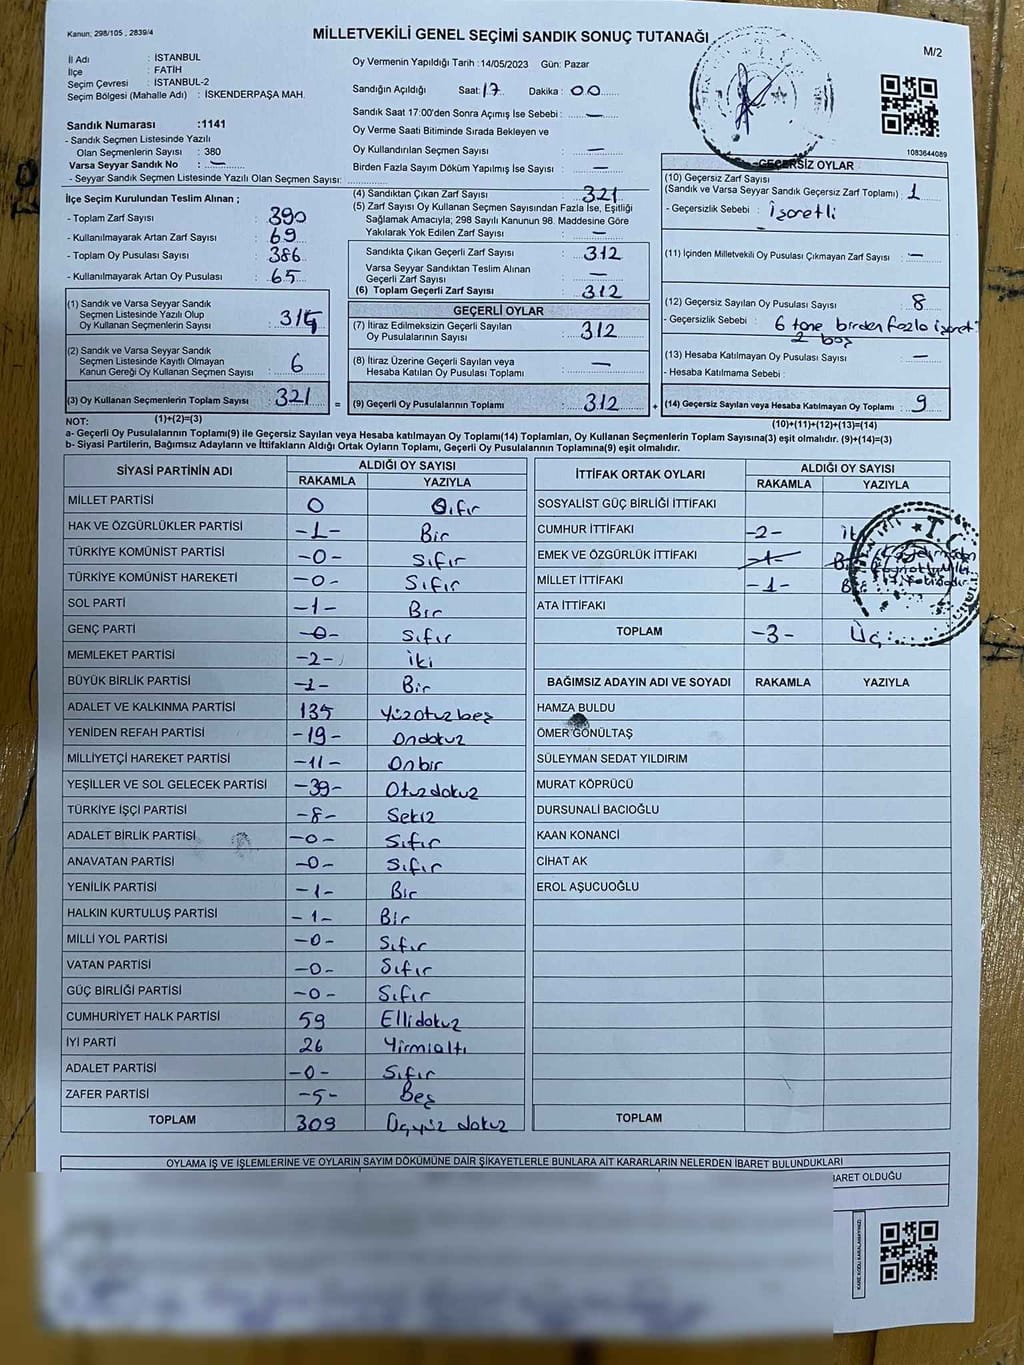 Kanun; 298/105 , 2839/4
MİLLETVEKİLİ GENEL SEÇİMİ SANDIK SONUÇ TUTANAĞI
M/2
İl Adı : İSTANBUL
İlçe : FATİH
Seçim Çevresi : İSTANBUL-2
Seçim Bölgesi (Mahalle Adı) : İSKENDERPAŞA MAH.
Sandık Numarası :1141
- Sandık Seçmen Listesinde Yazılı
Olan Seçmenlerin Sayısı : 380
Varsa Seyyar Sandık No : —
- Seyyar Sandık Seçmen Listesinde Yazılı Olan Seçmen Sayısı:
Oy Vermenin Yapıldığı Tarih :14/05/2023 Gün: Pazar
Sandığın Açıldığı Saat: 17 Dakika : 00
Sandık Saat 17:00'den Sonra Açımış İse Sebebi : —
Oy Verme Saati Bitiminde Sırada Bekleyen ve
Oy Kullandırılan Seçmen Sayısı : —
Birden Fazla Sayım Döküm Yapılmış İse Sayısı : —
1083644089
İlçe Seçim Kurulundan Teslim Alınan ;
- Toplam Zarf Sayısı : 390
- Kullanılmayarak Artan Zarf Sayısı : 69
- Toplam Oy Pusulası Sayısı : 386
- Kullanılmayarak Artan Oy Pusulası : 65
(1) Sandık ve Varsa Seyyar Sandık
Seçmen Listesinde Yazılı Olup
Oy Kullanan Seçmenlerin Sayısı : 315
(2) Sandık ve Varsa Seyyar Sandık
Seçmen Listesinde Kayıtlı Olmayan
Kanun Gereği Oy Kullanan Seçmen Sayısı : 6
(3) Oy Kullanan Seçmenlerin Toplam Sayısı : 321 =
(1)+(2)=(3)
(4) Sandıktan Çıkan Zarf Sayısı : 321
(5) Zarf Sayısı Oy Kullanan Seçmen Sayısından Fazla İse, Eşitliği
Sağlamak Amacıyla; 298 Sayılı Kanunun 98. Maddesine Göre
Yakılarak Yok Edilen Zarf Sayısı : —
Sandıkta Çıkan Geçerli Zarf Sayısı : 312
Varsa Seyyar Sandıktan Teslim Alınan
Geçerli Zarf Sayısı : —
(6) Toplam Geçerli Zarf Sayısı : 312
GEÇERLİ OYLAR
(7) İtiraz Edilmeksizin Geçerli Sayılan
Oy Pusulalarının Sayısı : 312
(8) İtiraz Üzerine Geçerli Sayılan veya
Hesaba Katılan Oy Pusulası Toplamı : —
(9) Geçerli Oy Pusulalarının Toplamı : 312 +
GEÇERSİZ OYLAR
(10) Geçersiz Zarf Sayısı
(Sandık ve Varsa Seyyar Sandık Geçersiz Zarf Toplamı) : 1
- Geçersizlik Sebebi : İşaretli
(11) İçinden Milletvekili Oy Pusulası Çıkmayan Zarf Sayısı : —
(12) Geçersiz Sayılan Oy Pusulası Sayısı : 8
- Geçersizlik Sebebi : 6 tane birden fazla işaret
2 boş
(13) Hesaba Katılmayan Oy Pusulası Sayısı : —
- Hesaba Katılmama Sebebi :
(14) Geçersiz Sayılan veya Hesaba Katılmayan Oy Toplamı : 9
(10)+(11)+(12)+(13)=(14)
NOT:
a- Geçerli Oy Pusulalarının Toplamı(9) ile Geçersiz Sayılan veya Hesaba katılmayan Oy Toplamı(14) Toplamları, Oy Kullanan Seçmenlerin Toplam Sayısına(3) eşit olmalıdır. (9)+(14)=(3)
b- Siyasi Partilerin, Bağımsız Adayların ve İttifakların Aldığı Ortak Oyların Toplamı, Geçerli Oy Pusulalarının Toplamına(9) eşit olmalıdır.
SİYASİ PARTİNİN ADI ALDIĞI OY SAYISI
RAKAMLA YAZIYLA
MİLLET PARTİSİ 0 Sıfır
HAK VE ÖZGÜRLÜKLER PARTİSİ -1- Bir
TÜRKİYE KOMÜNİST PARTİSİ -0- Sıfır
TÜRKİYE KOMÜNİST HAREKETİ -0- Sıfır
SOL PARTİ -1- Bir
GENÇ PARTİ -0- Sıfır
MEMLEKET PARTİSİ -2- iki
BÜYÜK BİRLİK PARTİSİ -1- Bir
ADALET VE KALKINMA PARTİSİ 135 Yüzotuzbeş
YENİDEN REFAH PARTİSİ -19- Ondokuz
MİLLİYETÇİ HAREKET PARTİSİ -11- Onbir
YEŞİLLER VE SOL GELECEK PARTİSİ -39- Otuzdokuz
TÜRKİYE İŞÇİ PARTİSİ -8- Sekiz
ADALET BİRLİK PARTİSİ -0- Sıfır
ANAVATAN PARTİSİ -0- Sıfır
YENİLİK PARTİSİ -1- Bir
HALKIN KURTULUŞ PARTİSİ -1- Bir
MİLLİ YOL PARTİSİ -0- Sıfır
VATAN PARTİSİ -0- Sıfır
GÜÇ BİRLİĞİ PARTİSİ -0- Sıfır
CUMHURİYET HALK PARTİSİ 59 Ellidokuz
İYİ PARTİ 26 Yirmialtı
ADALET PARTİSİ -0- Sıfır
ZAFER PARTİSİ -5- Beş
TOPLAM 309 Üçyüz dokuz
İTTİFAK ORTAK OYLARI ALDIĞI OY SAYISI
RAKAMLA YAZIYLA
SOSYALİST GÜÇ BİRLİĞİ İTTİFAKI
CUMHUR İTTİFAKI -2-
EMEK VE ÖZGÜRLÜK İTTİFAKI -1-
MİLLET İTTİFAKI -1-
ATA İTTİFAKI
TOPLAM -3- Üç
T.C.
BAĞIMSIZ ADAYIN ADI VE SOYADI RAKAMLA YAZIYLA
HAMZA BULDU
ÖMER GÖNÜLTAŞ
SÜLEYMAN SEDAT YILDIRIM
MURAT KÖPRÜCÜ
DURSUNALİ BACIOĞLU
KAAN KONANCİ
CİHAT AK
EROL AŞUCUOĞLU
TOPLAM
OYLAMA İŞ VE İŞLEMLERİNE VE OYLARIN SAYIM DÖKÜMÜNE DAİR ŞİKAYETLERLE BUNLARA AİT KARARLARIN NELERDEN İBARET BULUNDUKLARI
BARET OLDUĞU
KARE KODU KARALAMAYINIZ!